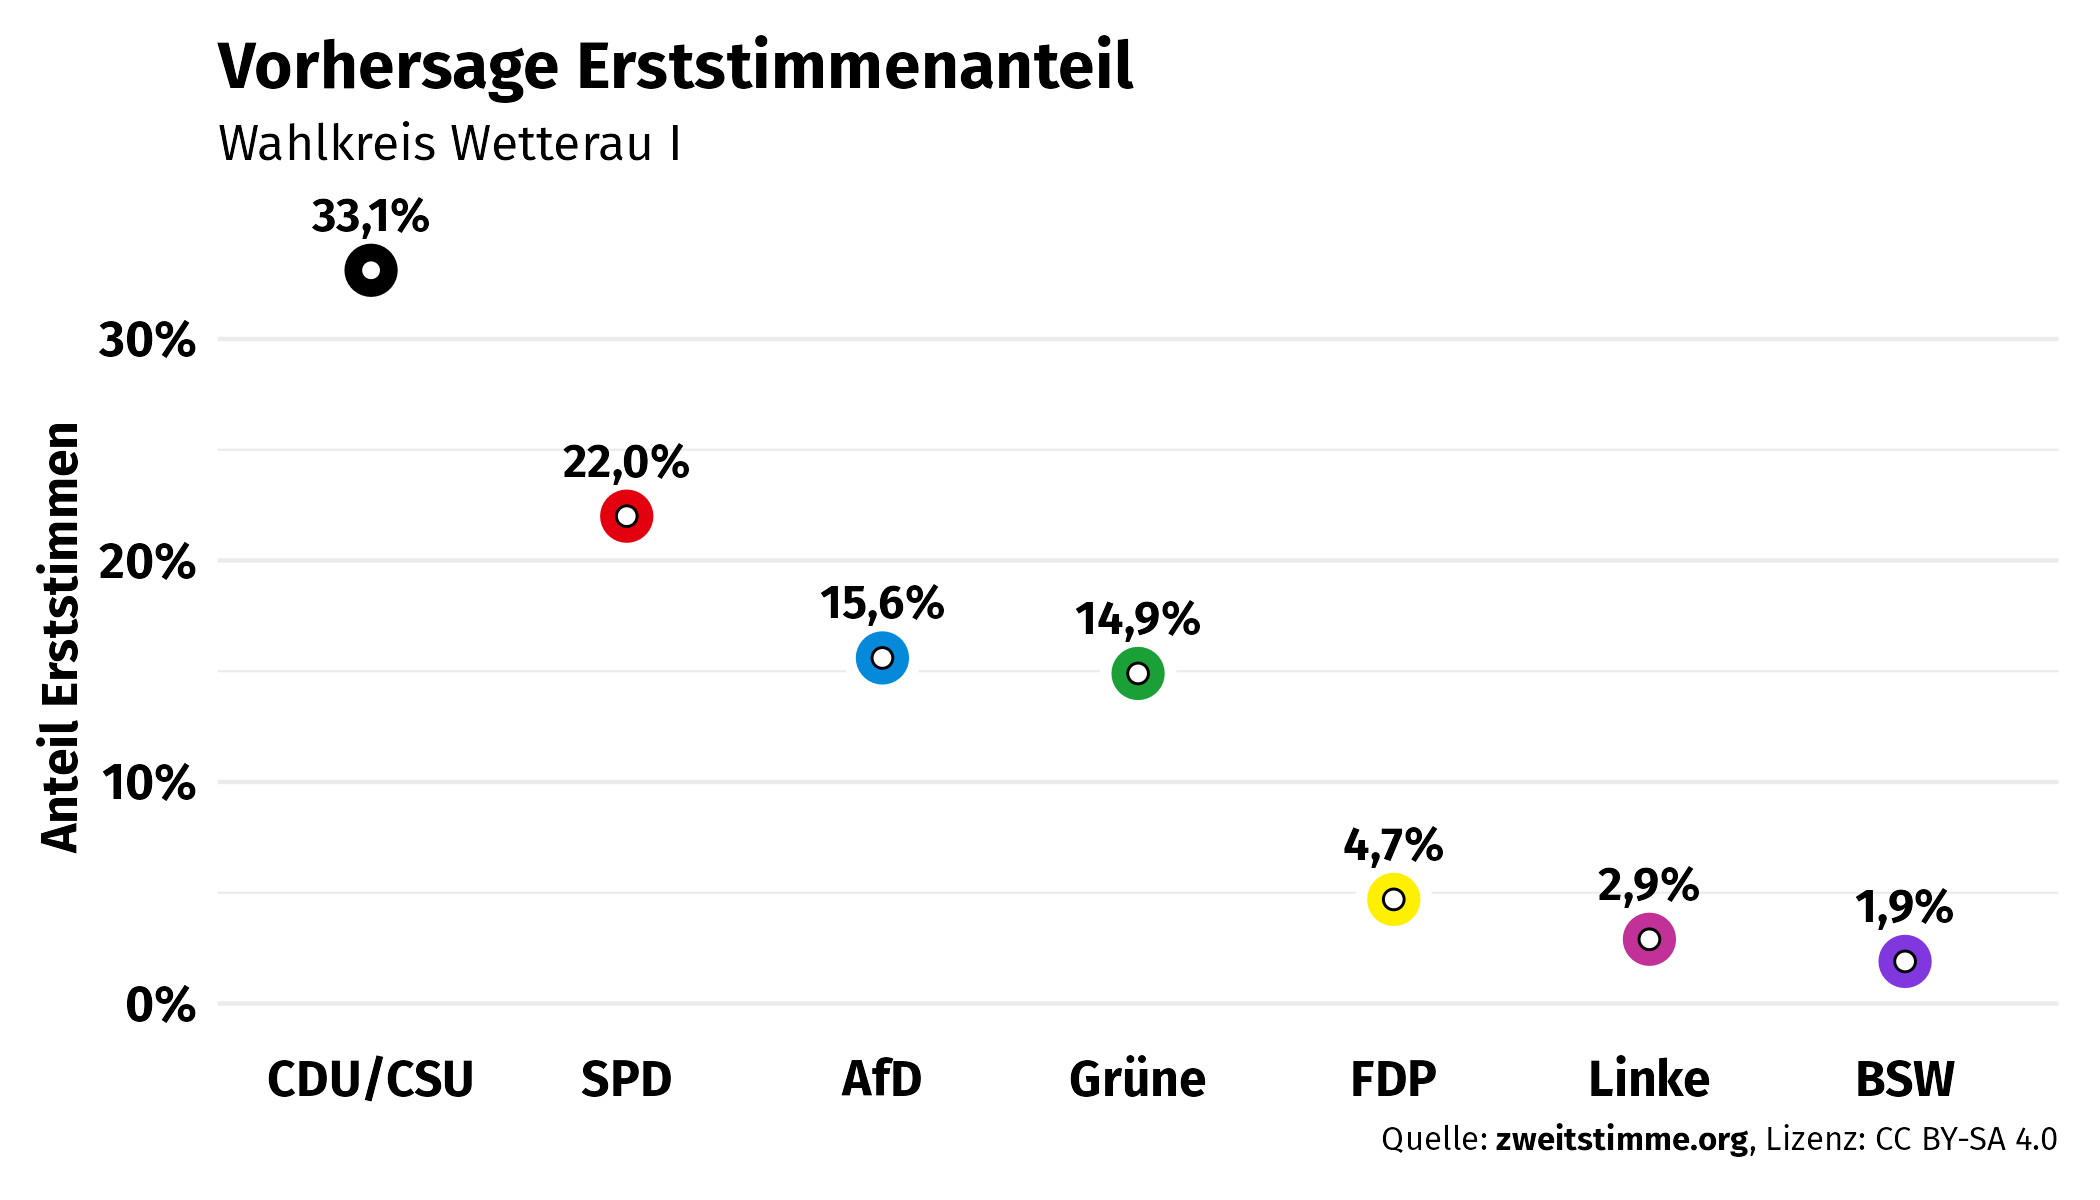 Vorhersage Erststimmenanteil
Wahlkreis Wetterau I
33,1%
30%
22,0%
20%
15,6%
14,9%
10%
4,7%
2,9%
1,9%
0%
Anteil Erststimmen
CDU/CSU SPD AfD Grüne FDP Linke BSW
Quelle: zweitstimme.org, Lizenz: CC BY-SA 4.0